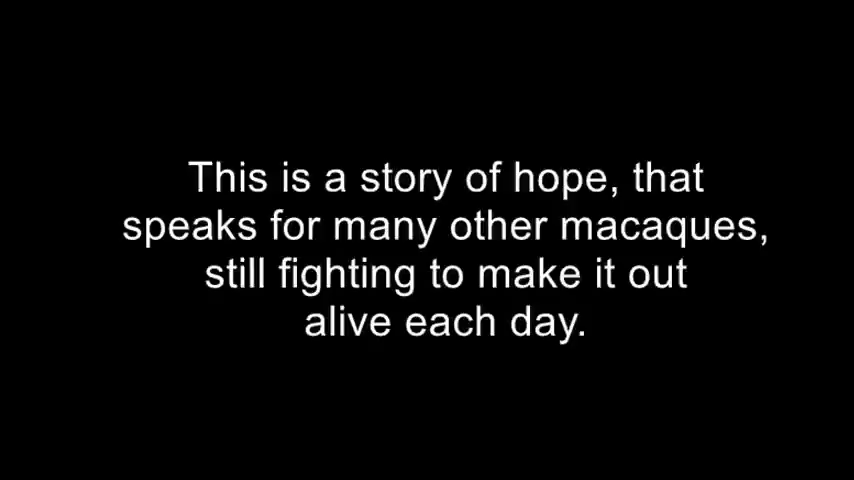 This is a story of hope, that
speaks for many other macaques,
still fighting to make it out
alive each day.